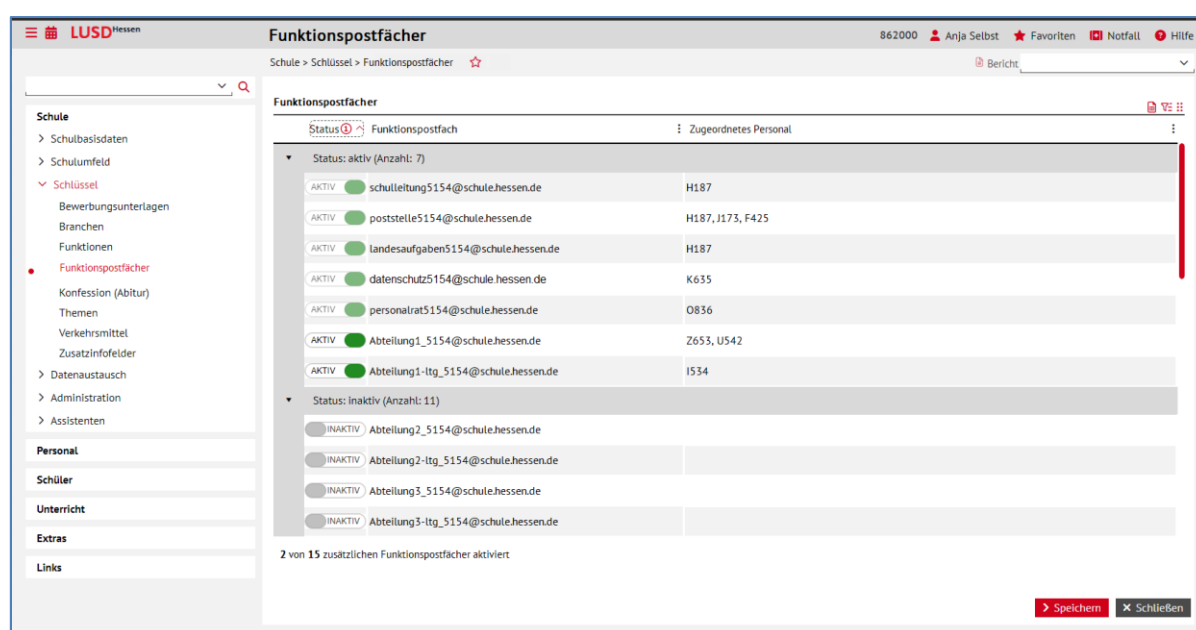 LUSD Hessen
Funktionspostfächer
862000 Anja Selbst Favoriten Notfall Hilfe
Schule > Schlüssel > Funktionspostfächer
Bericht
Schule
> Schulbasisdaten
> Schulumfeld
Schlüssel
Bewerbungsunterlagen
Branchen
Funktionen
Funktionspostfächer
Konfession (Abitur)
Themen
Verkehrsmittel
Zusatzinfofelder
> Datenaustausch
> Administration
> Assistenten
Personal
Schüler
Unterricht
Extras
Links
Funktionspostfächer
Status 1 Funktionspostfach Zugeordnetes Personal
Status: aktiv (Anzahl: 7)
AKTIV schulleitung5154@schule.hessen.de H187
AKTIV poststelle5154@schule.hessen.de H187, J173, F425
AKTIV landesaufgaben5154@schule.hessen.de H187
AKTIV datenschutz5154@schule.hessen.de K635
AKTIV personalrat5154@schule.hessen.de O836
AKTIV Abteilung1_5154@schule.hessen.de Z653, U542
AKTIV Abteilung1-ltg_5154@schule.hessen.de I534
Status: inaktiv (Anzahl: 11)
INAKTIV Abteilung2_5154@schule.hessen.de
INAKTIV Abteilung2-ltg_5154@schule.hessen.de
INAKTIV Abteilung3_5154@schule.hessen.de
INAKTIV Abteilung3-ltg_5154@schule.hessen.de
2 von 15 zusätzlichen Funktionspostfächer aktiviert
> Speichern X Schließen